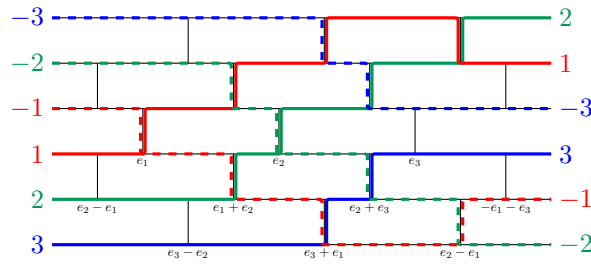 −3 2
−2 1
−1 −3
e₁ e₂ e₃
1 3
e₂ − e₁ e₁ + e₂ e₂ + e₃ −e₁ − e₃
2 −1
e₃ − e₂ e₃ + e₁ e₂ − e₁
3 −2